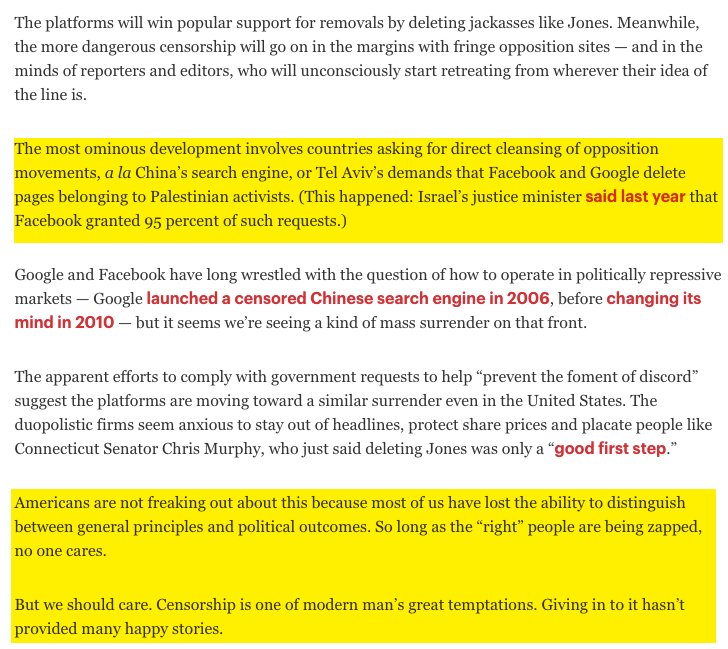 The platforms will win popular support for removals by deleting jackasses like Jones. Meanwhile,
the more dangerous censorship will go on in the margins with fringe opposition sites — and in the
minds of reporters and editors, who will unconsciously start retreating from wherever their idea of
the line is.
The most ominous development involves countries asking for direct cleansing of opposition
movements, a la China’s search engine, or Tel Aviv’s demands that Facebook and Google delete
pages belonging to Palestinian activists. (This happened: Israel’s justice minister said last year that
Facebook granted 95 percent of such requests.)
Google and Facebook have long wrestled with the question of how to operate in politically repressive
markets — Google launched a censored Chinese search engine in 2006, before changing its
mind in 2010 — but it seems we’re seeing a kind of mass surrender on that front.
The apparent efforts to comply with government requests to help “prevent the foment of discord”
suggest the platforms are moving toward a similar surrender even in the United States. The
duopolistic firms seem anxious to stay out of headlines, protect share prices and placate people like
Connecticut Senator Chris Murphy, who just said deleting Jones was only a “good first step.”
Americans are not freaking out about this because most of us have lost the ability to distinguish
between general principles and political outcomes. So long as the “right” people are being zapped,
no one cares.
But we should care. Censorship is one of modern man’s great temptations. Giving in to it hasn’t
provided many happy stories.